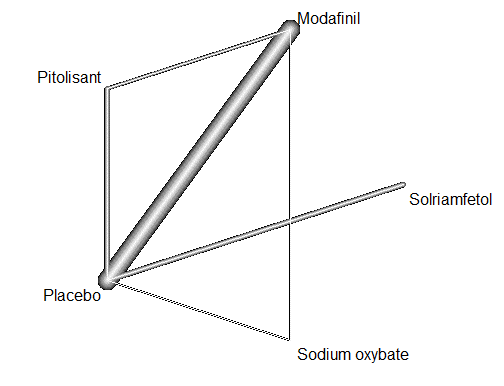 Modafinil
Pitolisant
Solriamfetol
Placebo
Sodium oxybate